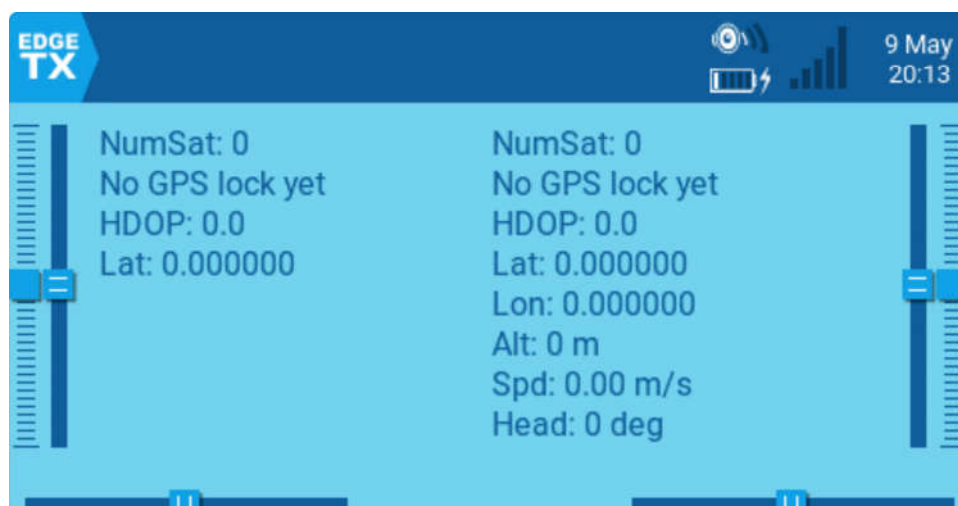 EDGE
TX
9 May
20:13
NumSat: 0
No GPS lock yet
HDOP: 0.0
Lat: 0.000000
NumSat: 0
No GPS lock yet
HDOP: 0.0
Lat: 0.000000
Lon: 0.000000
Alt: 0 m
Spd: 0.00 m/s
Head: 0 deg